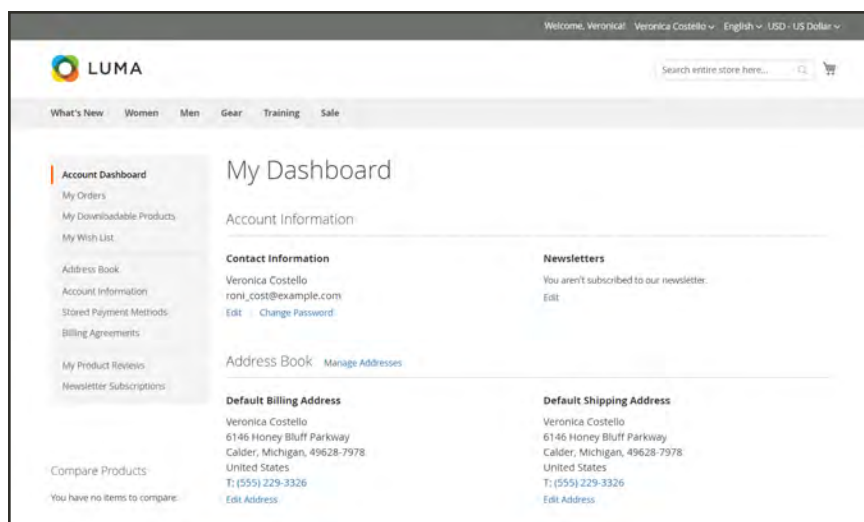 Welcome, Veronica! Veronica Costello English USD - US Dollar
LUMA
Search entire store here...
What's New Women Men Gear Training Sale
Account Dashboard
My Orders
My Downloadable Products
My Wish List
Address Book
Account Information
Stored Payment Methods
Billing Agreements
My Product Reviews
Newsletter Subscriptions
Compare Products
You have no items to compare.
My Dashboard
Account Information
Contact Information
Veronica Costello
roni_cost@example.com
Edit Change Password
Newsletters
You aren't subscribed to our newsletter.
Edit
Address Book Manage Addresses
Default Billing Address
Veronica Costello
6146 Honey Bluff Parkway
Calder, Michigan, 49628-7978
United States
T: (555) 229-3326
Edit Address
Default Shipping Address
Veronica Costello
6146 Honey Bluff Parkway
Calder, Michigan, 49628-7978
United States
T: (555) 229-3326
Edit Address